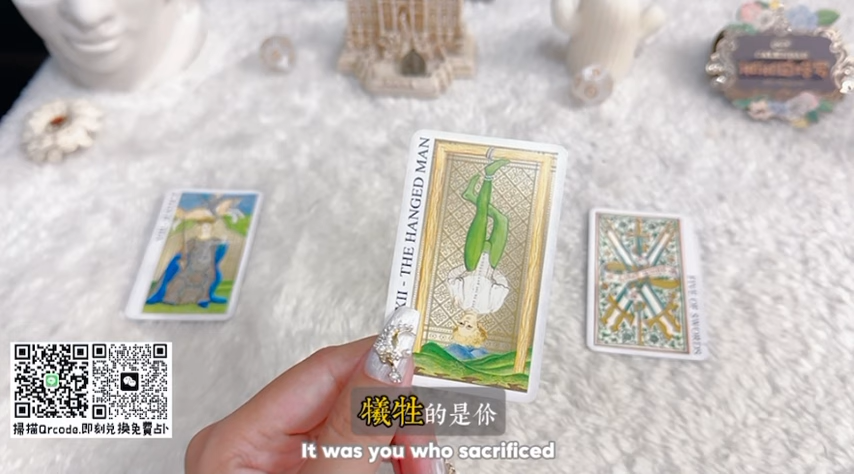 XII - THE HANGED MAN
FIVE OF SWORDS
犧牲的是你
It was you who sacrificed
掃描Qrcode.即刻兌換免費占卜